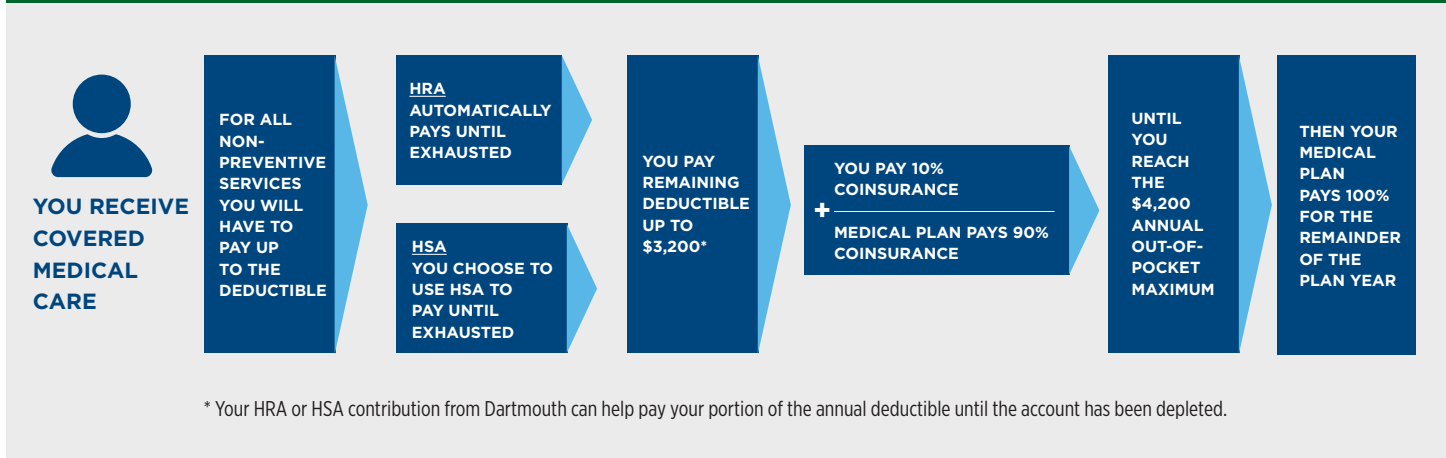 YOU RECEIVE
COVERED
MEDICAL
CARE
FOR ALL
NON-
PREVENTIVE
SERVICES
YOU WILL
HAVE TO
PAY UP
TO THE
DEDUCTIBLE
HRA
AUTOMATICALLY
PAYS UNTIL
EXHAUSTED
HSA
YOU CHOOSE TO
USE HSA TO
PAY UNTIL
EXHAUSTED
YOU PAY
REMAINING
DEDUCTIBLE
UP TO
$3,200*
+
YOU PAY 10%
COINSURANCE
MEDICAL PLAN PAYS 90%
COINSURANCE
UNTIL
YOU
REACH
THE
$4,200
ANNUAL
OUT-OF-
POCKET
MAXIMUM
THEN YOUR
MEDICAL
PLAN
PAYS 100%
FOR THE
REMAINDER
OF THE
PLAN YEAR
* Your HRA or HSA contribution from Dartmouth can help pay your portion of the annual deductible until the account has been depleted.